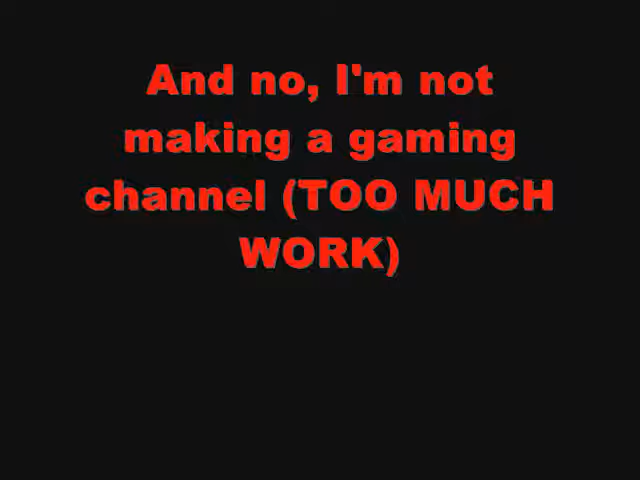 And no, I'm not
making a gaming
channel (TOO MUCH
WORK)